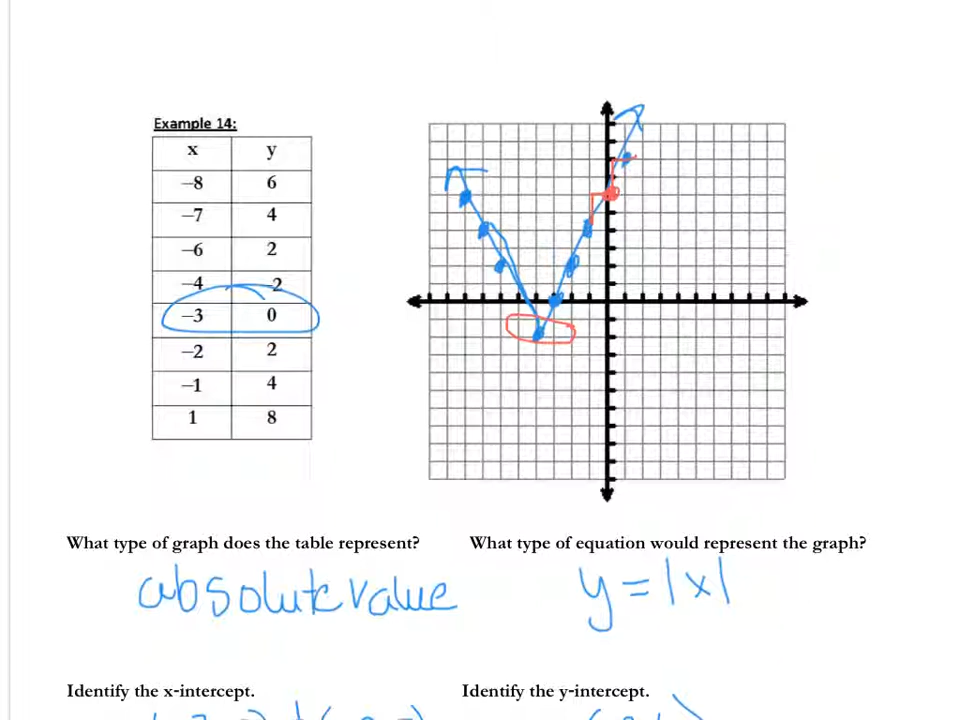 Example 14:
x y
−8 6
−7 4
−6 2
−4 −2
−3 0
−2 2
−1 4
1 8
What type of graph does the table represent? What type of equation would represent the graph?
absolute value y = |x|
Identify the x-intercept. Identify the y-intercept.